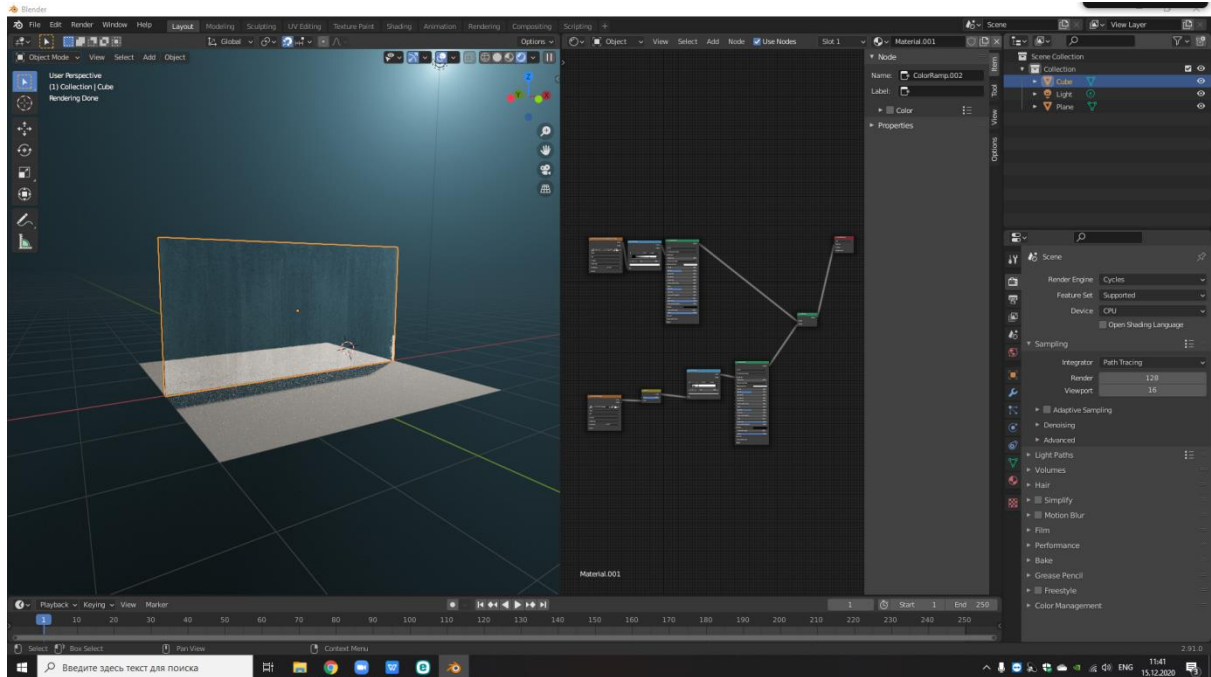 Blender
File Edit Render Window Help Layout Modeling Sculpting UV Editing Texture Paint Shading Animation Rendering Compositing Scripting + Scene View Layer
Global Options Object View Select Add Node Use Nodes Slot 1 Material.001
Object Mode View Select Add Object
User Perspective
(1) Collection | Cube
Rendering Done
Z
Node
Name: ColorRamp.002
Label:
Color
Properties
Item
Tool
View
Options
Scene Collection
Collection
Cube
Light
Plane
Scene
Render Engine Cycles
Feature Set Supported
Device CPU
Open Shading Language
Sampling
Integrator Path Tracing
Render 128
Viewport 16
Adaptive Sampling
Denoising
Advanced
Light Paths
Volumes
Hair
Simplify
Motion Blur
Film
Performance
Bake
Grease Pencil
Freestyle
Color Management
Material.001
Playback Keying View Marker 1 Start 1 End 250
1 10 20 30 40 50 60 70 80 90 100 110 120 130 140 150 160 170 180 190 200 210 220 230 240 250
Select Box Select Pan View Context Menu 2.91.0
Введите здесь текст для поиска ENG 11:41
15.12.2020